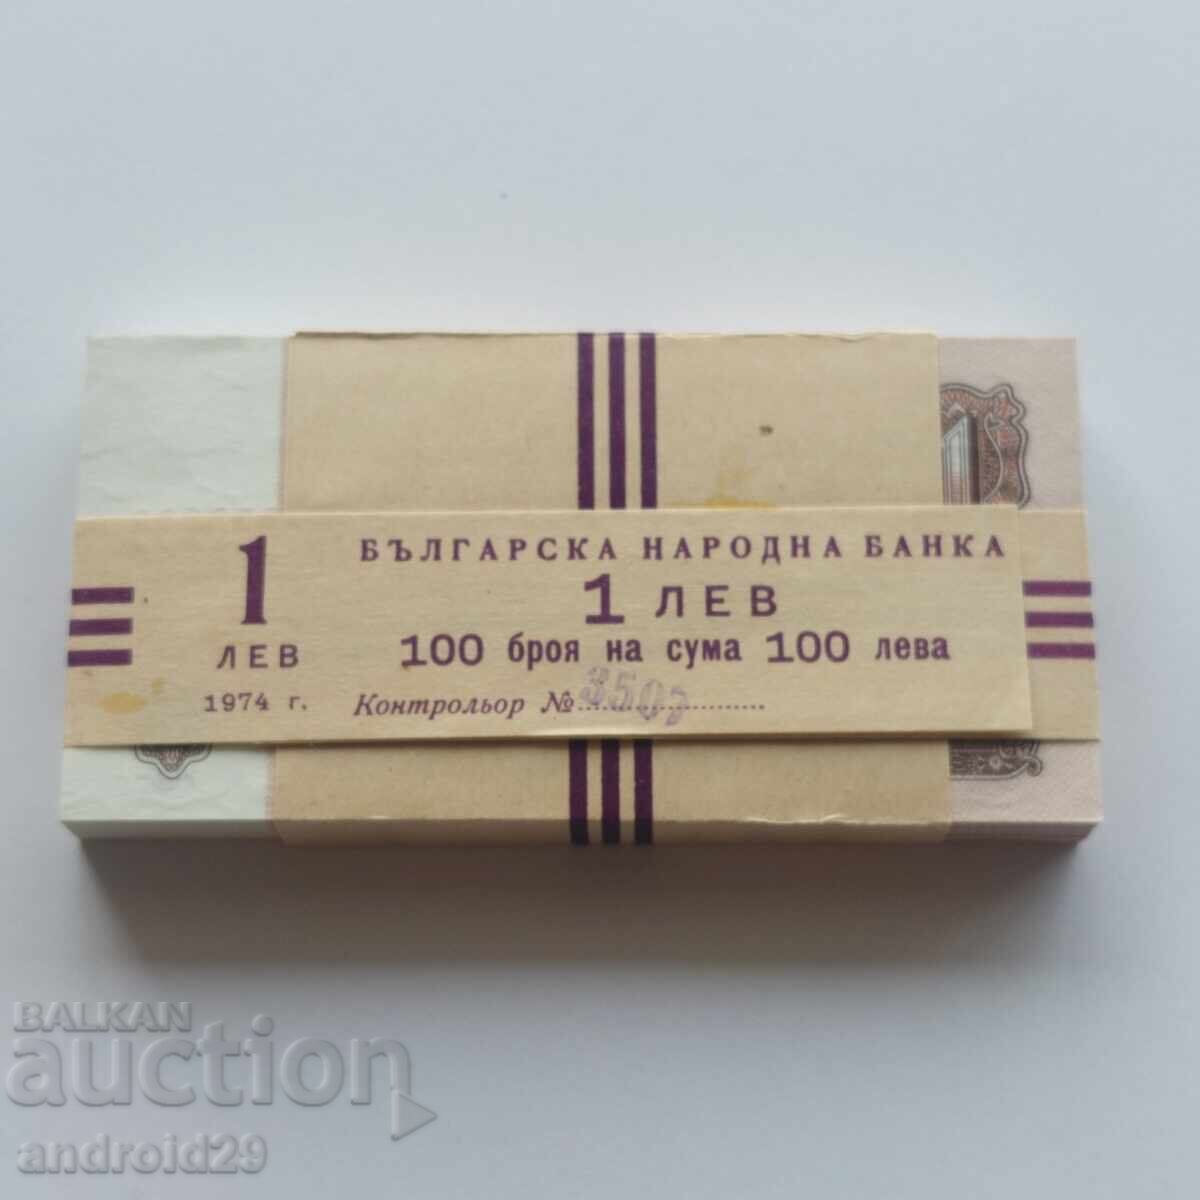 1
ЛЕВ
1974 г.
БЪЛГАРСКА НАРОДНА БАНКА
1 ЛЕВ
100 броя на сума 100 лева
Контрольор №
BALKAN
auction
android29